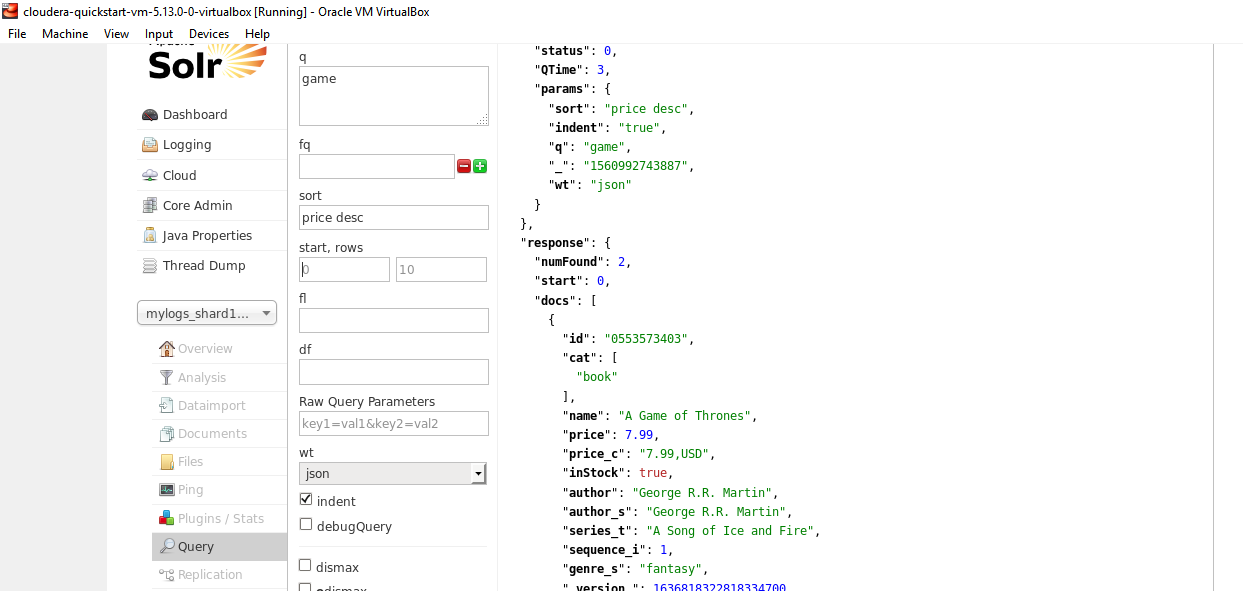 cloudera-quickstart-vm-5.13.0-0-virtualbox [Running] - Oracle VM VirtualBox
File Machine View Input Devices Help
Apache
Solr
Dashboard
Logging
Cloud
Core Admin
Java Properties
Thread Dump
mylogs_shard1...
Overview
Analysis
Dataimport
Documents
Files
Ping
Plugins / Stats
Query
Replication
q
game
fq
sort
price desc
start, rows
0 10
fl
df
Raw Query Parameters
key1=val1&key2=val2
wt
json
indent
debugQuery
dismax
edismax
"status": 0,
"QTime": 3,
"params": {
"sort": "price desc",
"indent": "true",
"q": "game",
"_": "1560992743887",
"wt": "json"
}
},
"response": {
"numFound": 2,
"start": 0,
"docs": [
{
"id": "0553573403",
"cat": [
"book"
],
"name": "A Game of Thrones",
"price": 7.99,
"price_c": "7.99,USD",
"inStock": true,
"author": "George R.R. Martin",
"author_s": "George R.R. Martin",
"series_t": "A Song of Ice and Fire",
"sequence_i": 1,
"genre_s": "fantasy",
"_version_": 1636818322818334700